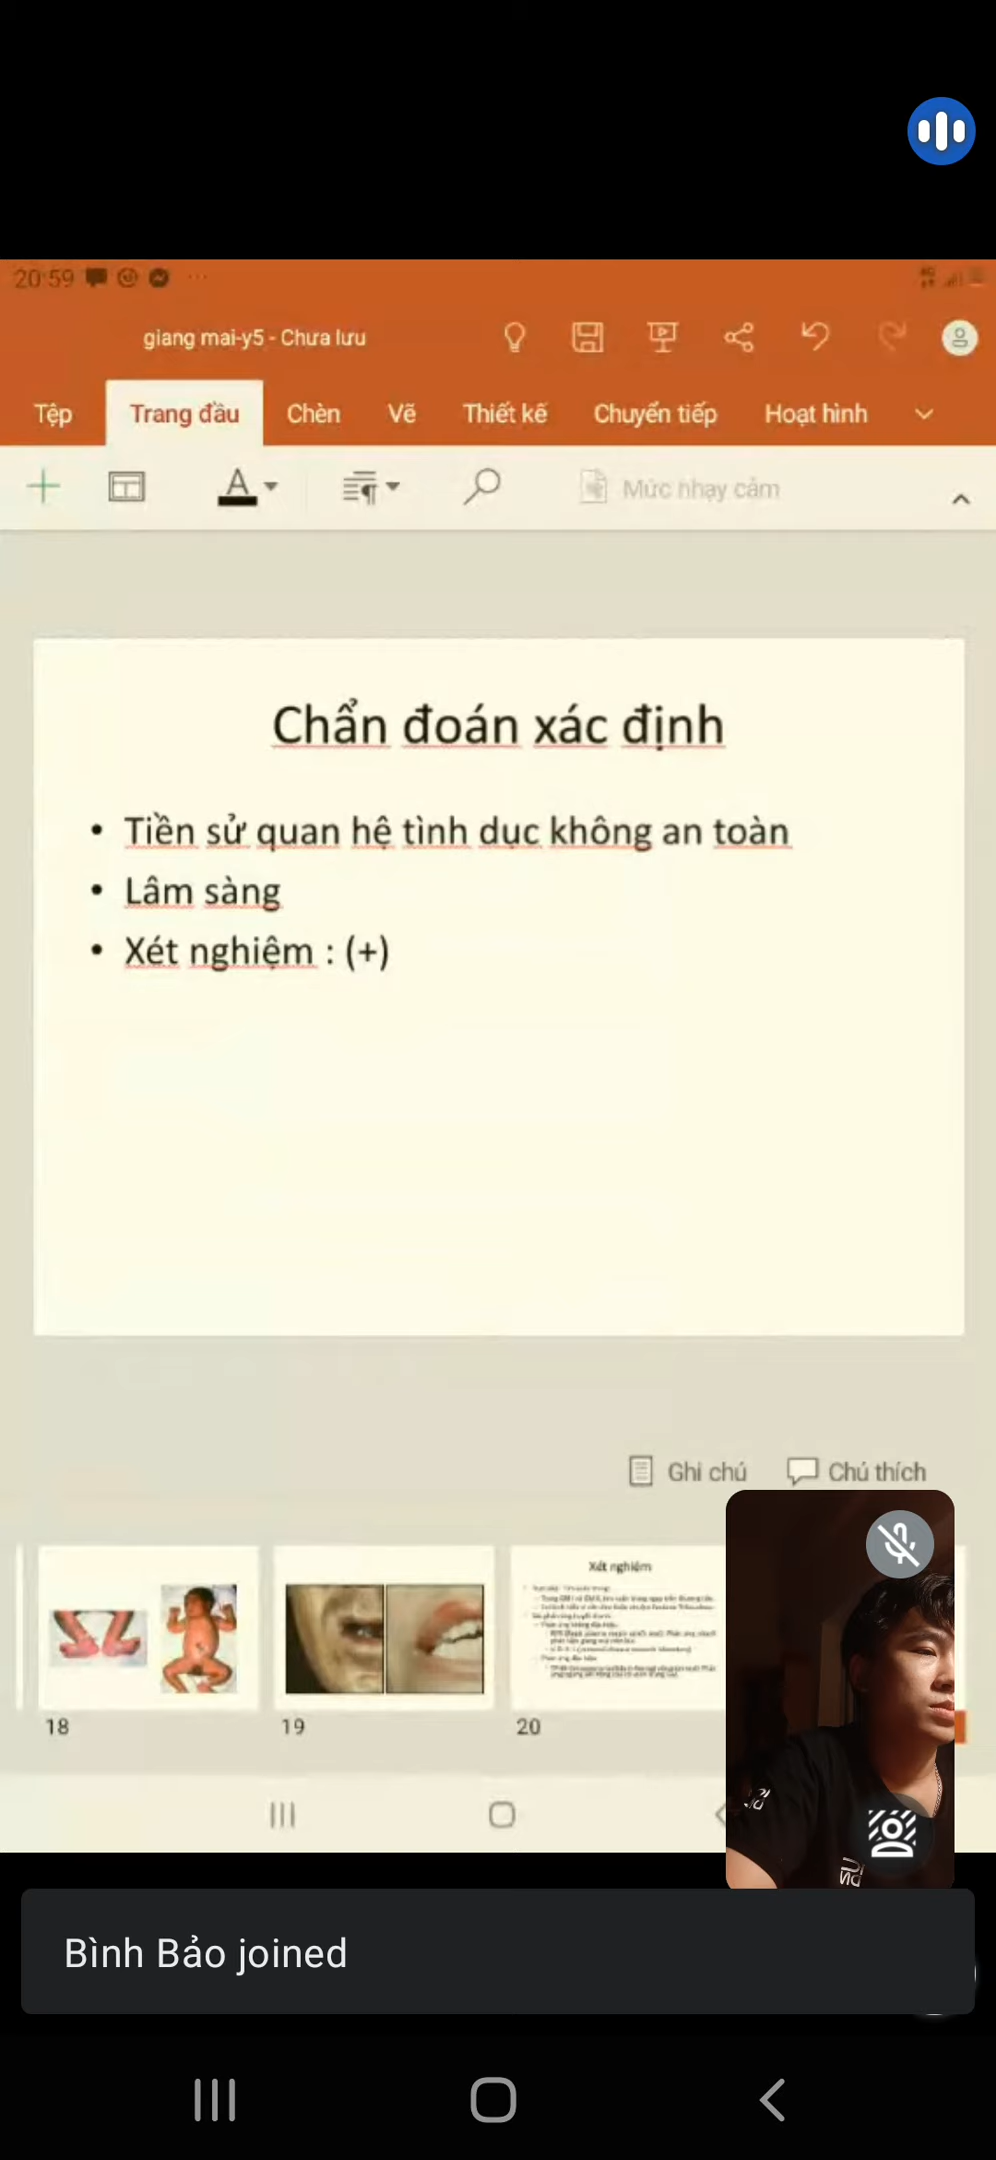 20:59
giang mai-y5 - Chưa lưu
Tệp Trang đầu Chèn Vẽ Thiết kế Chuyển tiếp Hoạt hình
A Mức nhạy cảm
Chẩn đoán xác định
• Tiền sử quan hệ tình dục không an toàn
• Lâm sàng
• Xét nghiệm : (+)
Ghi chú Chú thích
Xét nghiệm
18 19 20
Bình Bảo joined